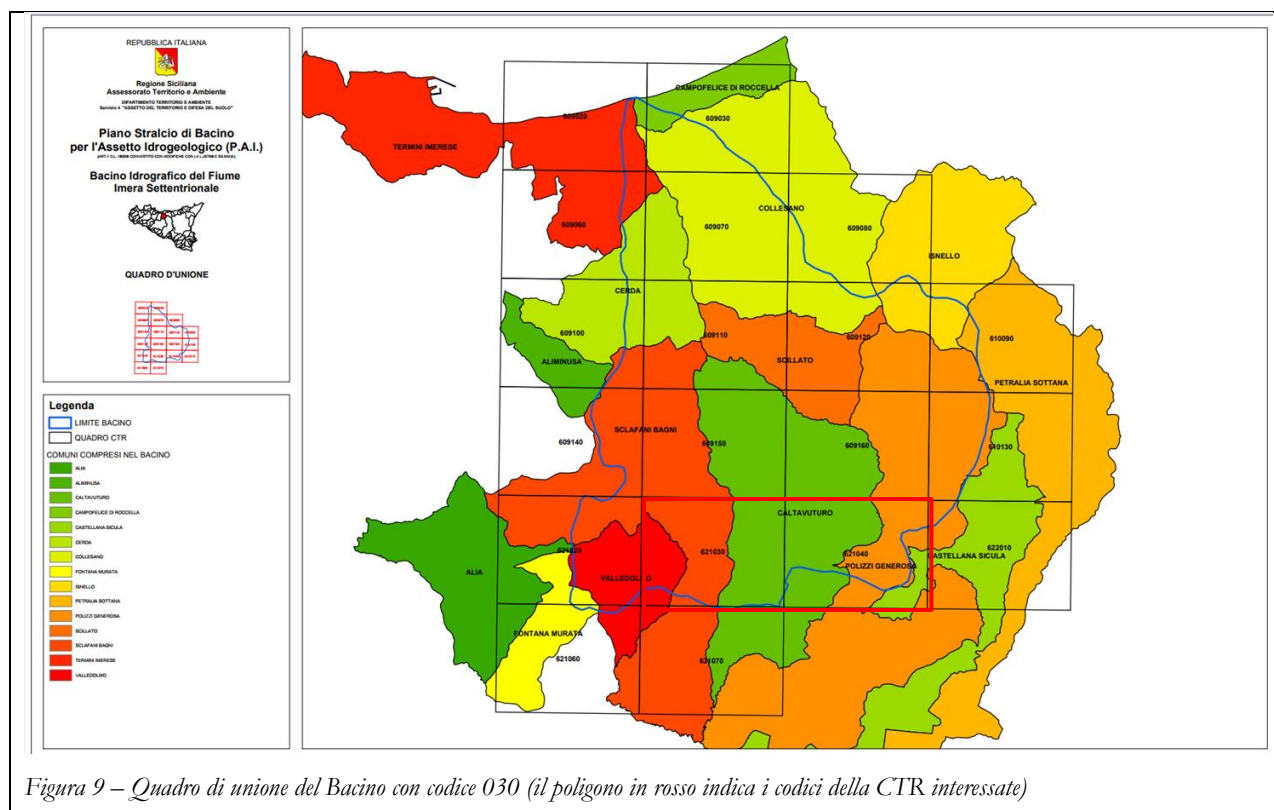 REPUBBLICA ITALIANA
Regione Siciliana
Assessorato Territorio e Ambiente
DIPARTIMENTO TERRITORIO E AMBIENTE
Servizio 4 "ASSETTO DEL TERRITORIO E DIFESA DEL SUOLO"
Piano Stralcio di Bacino
per l'Assetto Idrogeologico (P.A.I.)
Bacino Idrografico del Fiume
Imera Settentrionale
QUADRO D'UNIONE
Legenda
LIMITE BACINO
QUADRO CTR
COMUNI COMPRESI NEL BACINO
ALIA
ALIMINUSA
CALTAVUTURO
CAMPOFELICE DI ROCCELLA
CASTELLANA SICULA
CERDA
COLLESANO
FONTANA MURATA
ISNELLO
PETRALIA SOTTANA
POLIZZI GENEROSA
SCILLATO
SCLAFANI BAGNI
TERMINI IMERESE
VALLEDOLMO
CAMPOFELICE DI ROCCELLA
609020
609030
TERMINI IMERESE
COLLESANO
609060
609070
609080
ISNELLO
CERDA
609100
609110
609120
610090
ALIMINUSA
SCILLATO
PETRALIA SOTTANA
SCLAFANI BAGNI
609140
609150
609160
610130
CALTAVUTURO
621030
621040
622010
CASTELLANA SICULA
POLIZZI GENEROSA
ALIA
VALLEDOLMO
FONTANA MURATA
621060
621070
Figura 9 – Quadro di unione del Bacino con codice 030 (il poligono in rosso indica i codici della CTR interessate)